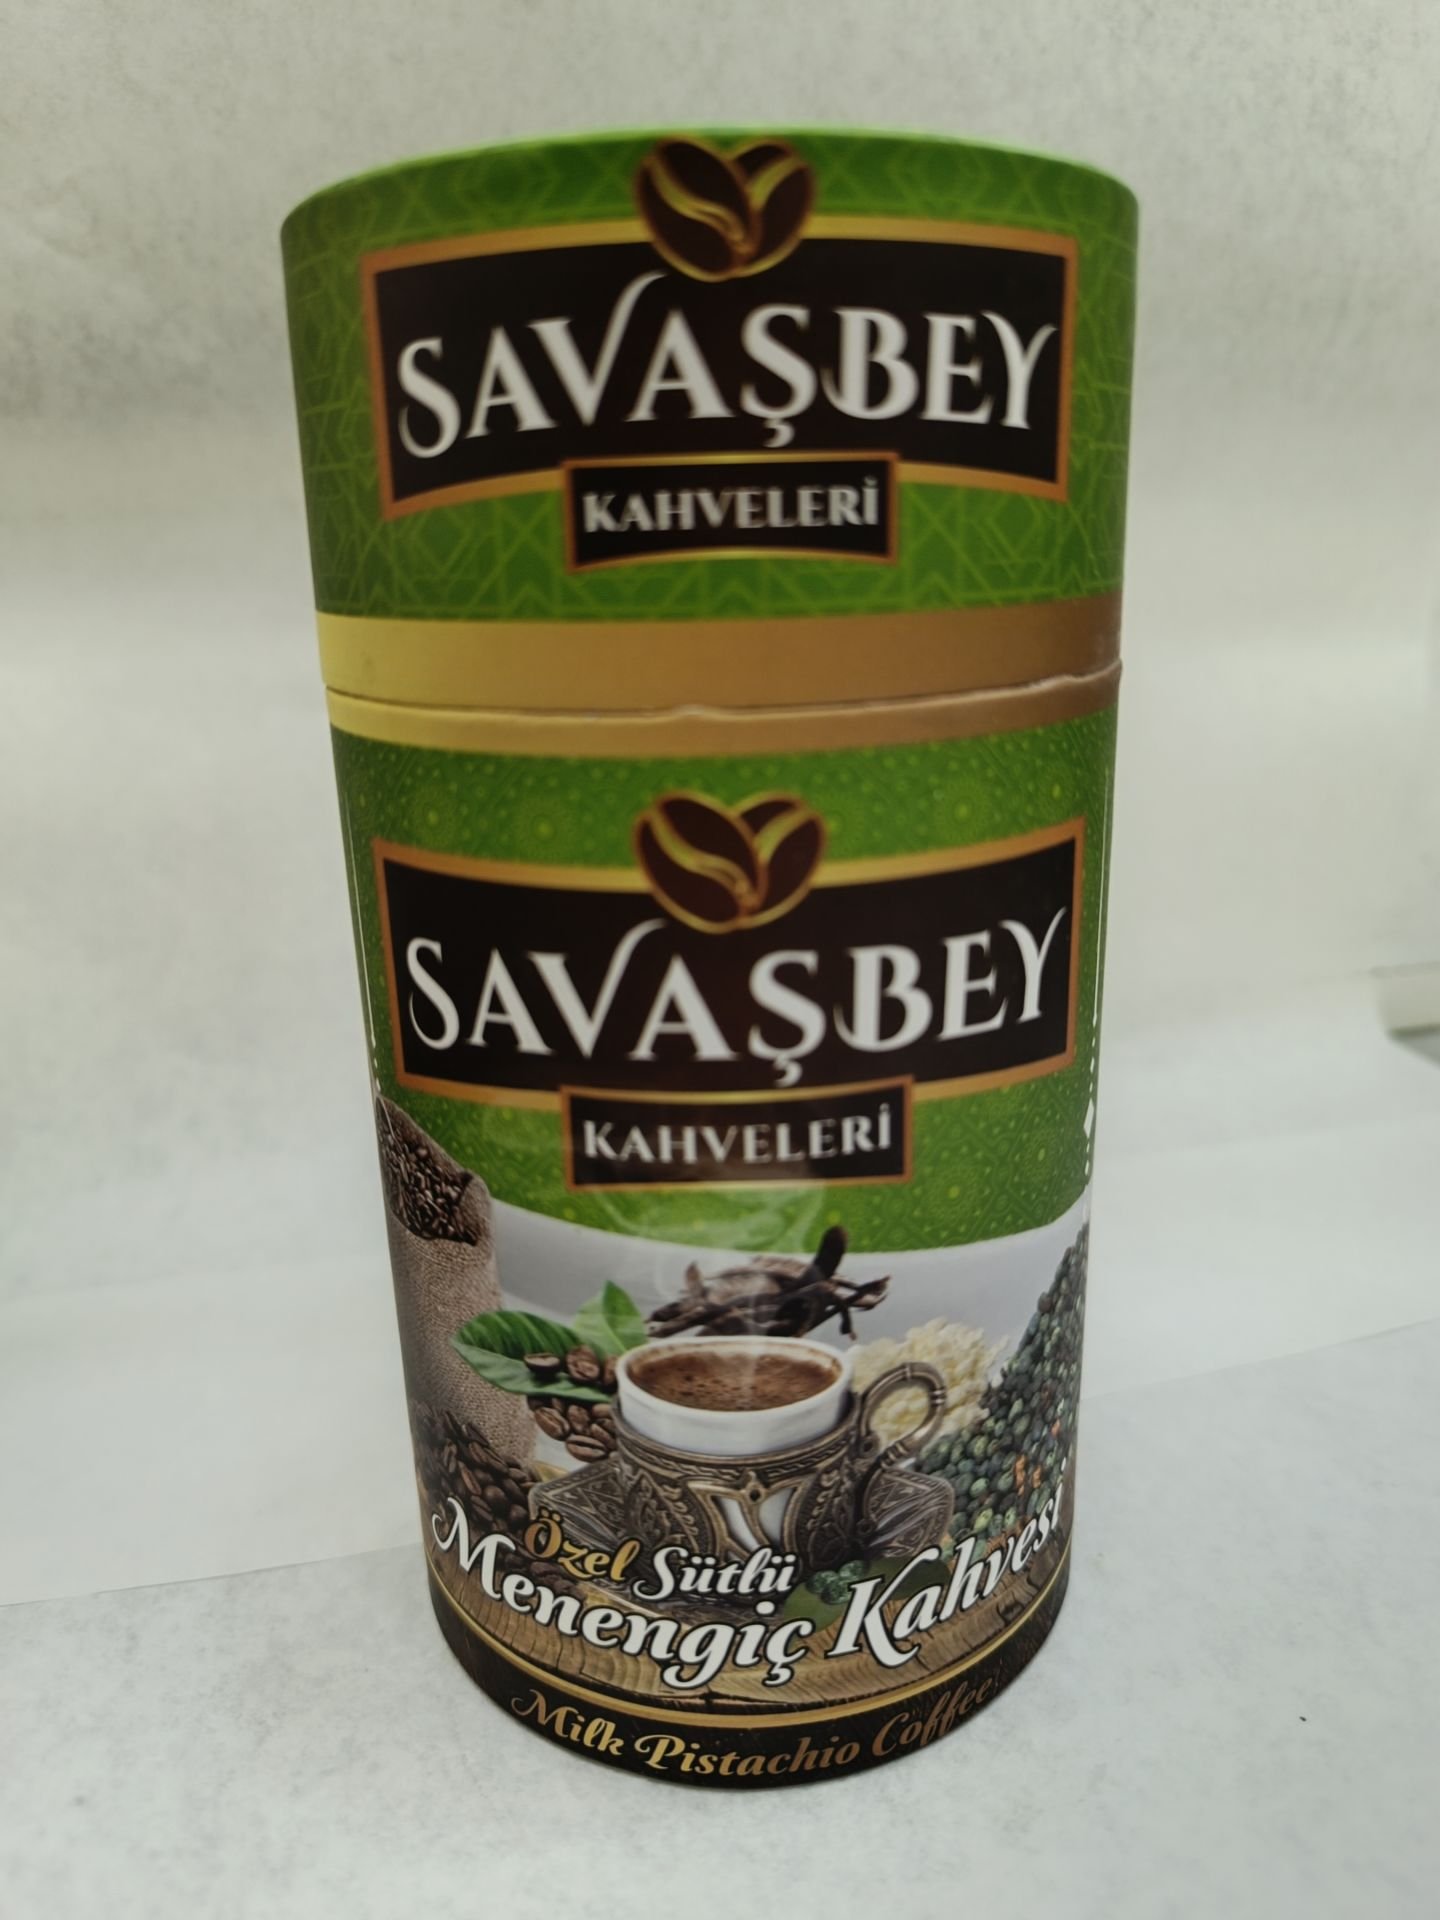 SAVAŞBEY
KAHVELERİ
SAVAŞBEY
KAHVELERİ
Özel Sütlü
Menengiç Kahvesi
Milk Pistachio Coffee